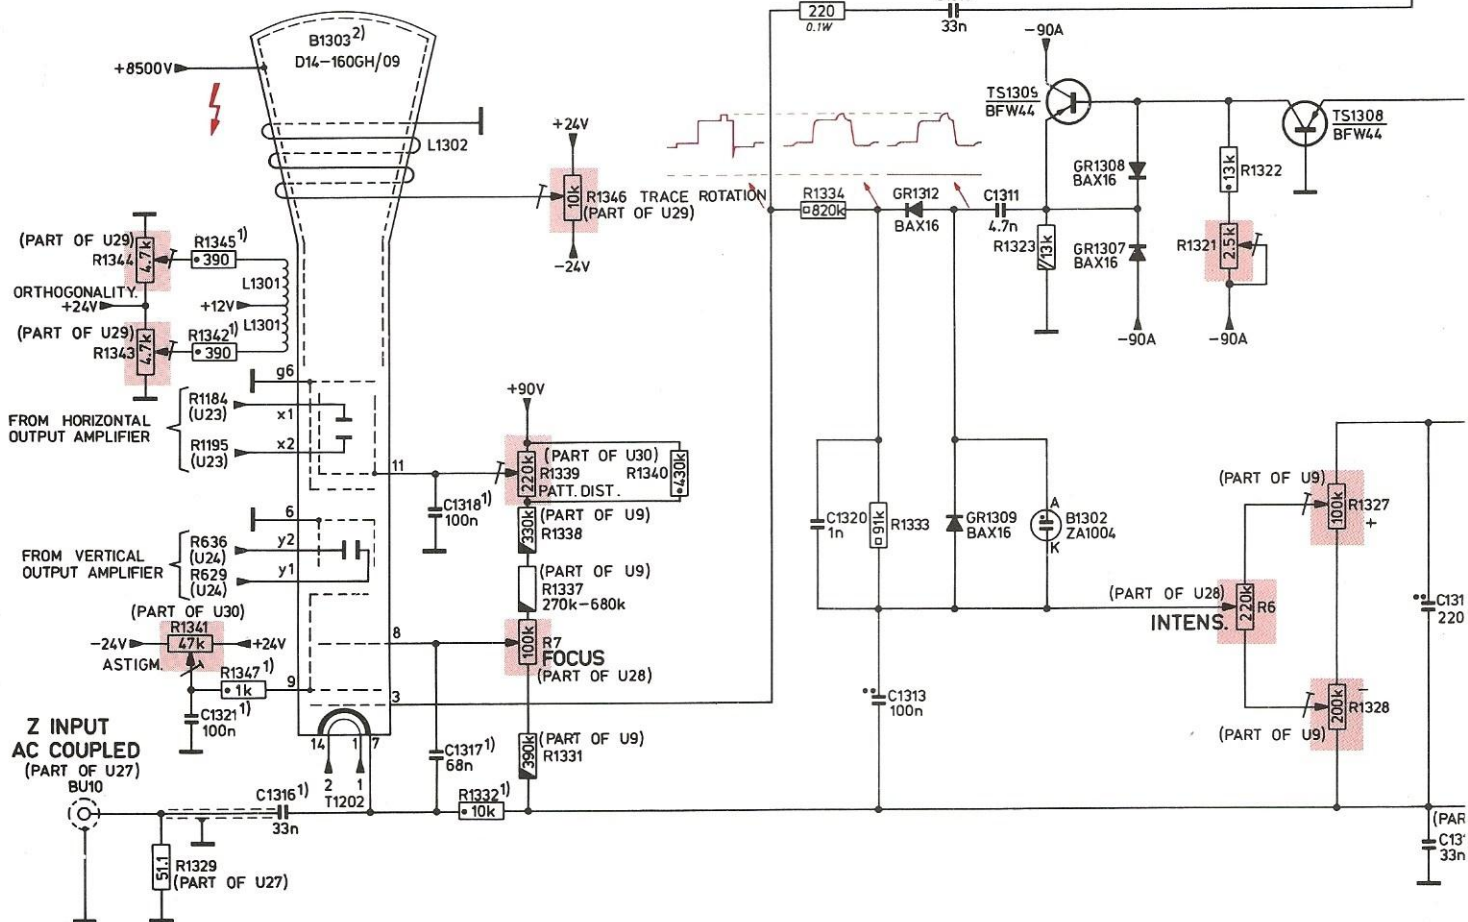 B1303 2)
D14-160GH/09
+8500V
L1302
+24V
10k
R1346 TRACE ROTATION
(PART OF U29)
-24V
220
0.1W
33n
-90A
TS1309
BFW44
TS1308
BFW44
GR1308
BAX16
13k
R1322
R1334
820k
GR1312
BAX16
C1311
4.7n
R1323
13k
GR1307
BAX16
R1321
2.5k
-90A
-90A
(PART OF U29)
R1344
4.7k
R1345 1)
390
ORTHOGONALITY.
+24V
+12V
L1301
L1301
(PART OF U29)
R1343
4.7k
R1342 1)
390
g6
FROM HORIZONTAL
OUTPUT AMPLIFIER
R1184
(U23)
x1
R1195
(U23)
x2
11
+90V
220k
(PART OF U30)
R1339
PATT. DIST.
R1340
430k
C1318 1)
100n
330k
(PART OF U9)
R1338
(PART OF U9)
R1337
270k-680k
6
FROM VERTICAL
OUTPUT AMPLIFIER
R636
(U24)
y2
R629
(U24)
y1
(PART OF U30)
R1341
-24V
47k
+24V
ASTIGM.
R1347 1)
1k
9
C1321 1)
100n
8
100k
R7
FOCUS
(PART OF U28)
3
C1320
1n
91k
R1333
GR1309
BAX16
A
K
B1302
ZA1004
(PART OF U9)
100k
R1327
+
(PART OF U28)
INTENS.
220k
R6
C131
220
C1313
100n
200k
-
R1328
(PART OF U9)
14
1
7
2
1
T1202
C1317 1)
68n
390k
(PART OF U9)
R1331
R1332 1)
10k
Z INPUT
AC COUPLED
(PART OF U27)
BU10
C1316 1)
33n
51.1
R1329
(PART OF U27)
(PAR
C13
33n